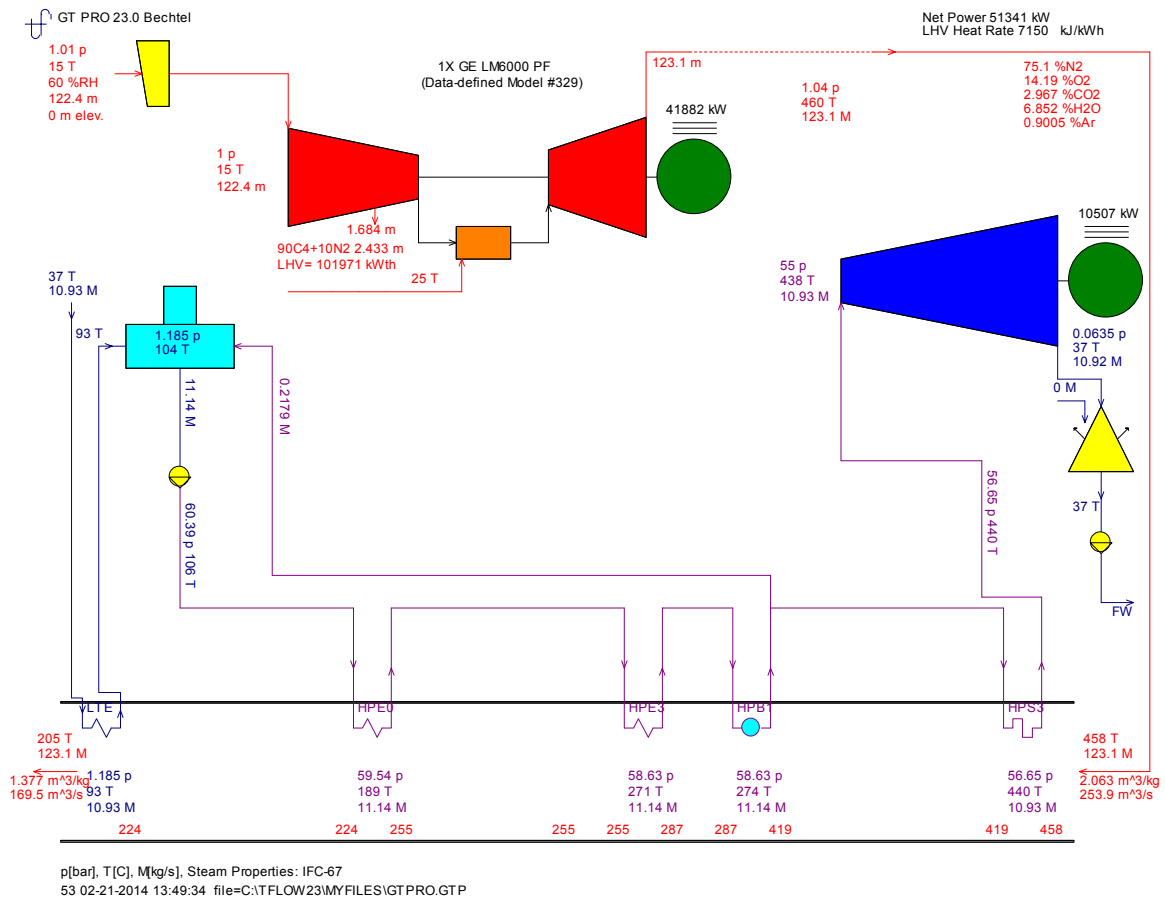 GT PRO 23.0 Bechtel
Net Power 51341 kW
LHV Heat Rate 7150 kJ/kWh
1.01 p
15 T
60 %RH
122.4 m
0 m elev.
1X GE LM6000 PF
(Data-defined Model #329)
123.1 m
1.04 p
460 T
123.1 M
75.1 %N2
14.19 %O2
2.967 %CO2
6.852 %H2O
0.9005 %Ar
41882 kW
1 p
15 T
122.4 m
1.684 m
90C4+10N2 2.433 m
LHV= 101971 kWth
25 T
10507 kW
55 p
438 T
10.93 M
37 T
10.93 M
93 T
1.185 p
104 T
0.0635 p
37 T
10.92 M
0 M
11.14 M
0.2179 M
60.39 p 106 T
56.65 p 440 T
37 T
FW
LTE
HPE0
HPE3
HPB1
HPS3
205 T
123.1 M
1.377 m^3/kg
169.5 m^3/s
1.185 p
93 T
10.93 M
59.54 p
189 T
11.14 M
58.63 p
271 T
11.14 M
58.63 p
274 T
11.14 M
56.65 p
440 T
10.93 M
458 T
123.1 M
2.063 m^3/kg
253.9 m^3/s
224 224 255 255 255 287 287 419 419 458
p[bar], T[C], M[kg/s], Steam Properties: IFC-67
53 02-21-2014 13:49:34 file=C:\TFLOW23\MYFILES\GTPRO.GTP